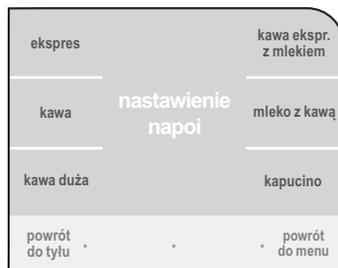 ekspres
kawa ekspr.
z mlekiem
nastawienie
napoi
kawa
mleko z kawą
kawa duża
kapucino
powrót
do tyłu
powrót
do menu